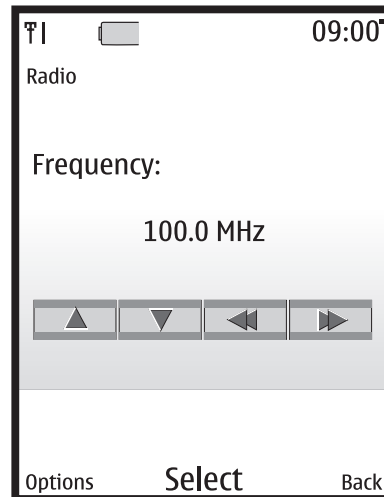 09:00
Radio
Frequency:
100.0 MHz
Options Select Back